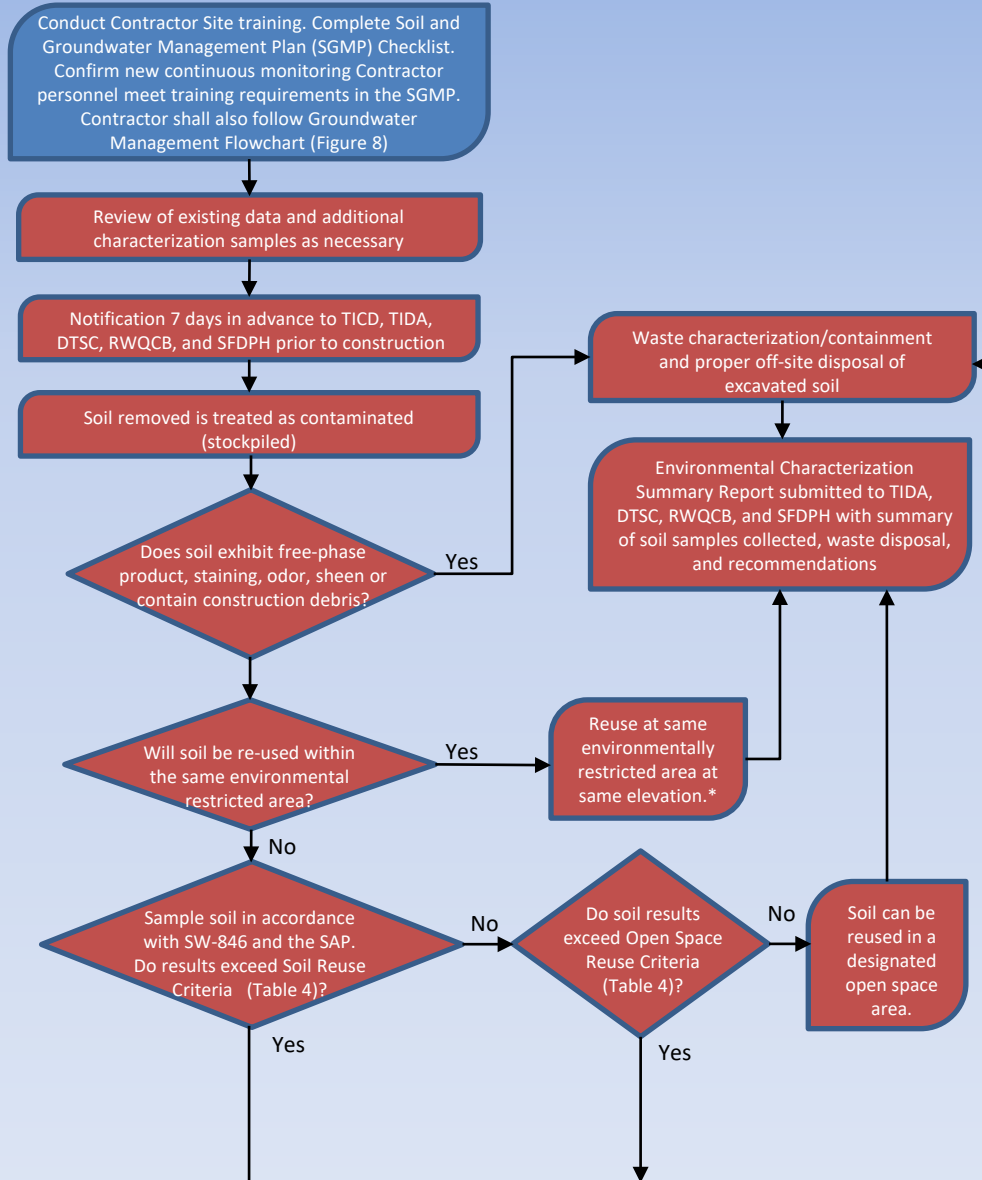 Conduct Contractor Site training. Complete Soil and
Groundwater Management Plan (SGMP) Checklist.
Confirm new continuous monitoring Contractor
personnel meet training requirements in the SGMP.
Contractor shall also follow Groundwater
Management Flowchart (Figure 8)
Review of existing data and additional
characterization samples as necessary
Notification 7 days in advance to TICD, TIDA,
DTSC, RWQCB, and SFDPH prior to construction
Soil removed is treated as contaminated
(stockpiled)
Does soil exhibit free-phase
product, staining, odor, sheen or
contain construction debris?
Yes
Waste characterization/containment
and proper off-site disposal of
excavated soil
Environmental Characterization
Summary Report submitted to TIDA,
DTSC, RWQCB, and SFDPH with summary
of soil samples collected, waste disposal,
and recommendations
Will soil be re-used within
the same environmental
restricted area?
Yes
Reuse at same
environmentally
restricted area at
same elevation.*
No
Sample soil in accordance
with SW-846 and the SAP.
Do results exceed Soil Reuse
Criteria (Table 4)?
No
Do soil results
exceed Open Space
Reuse Criteria
(Table 4)?
No
Soil can be
reused in a
designated
open space
area.
Yes
Yes